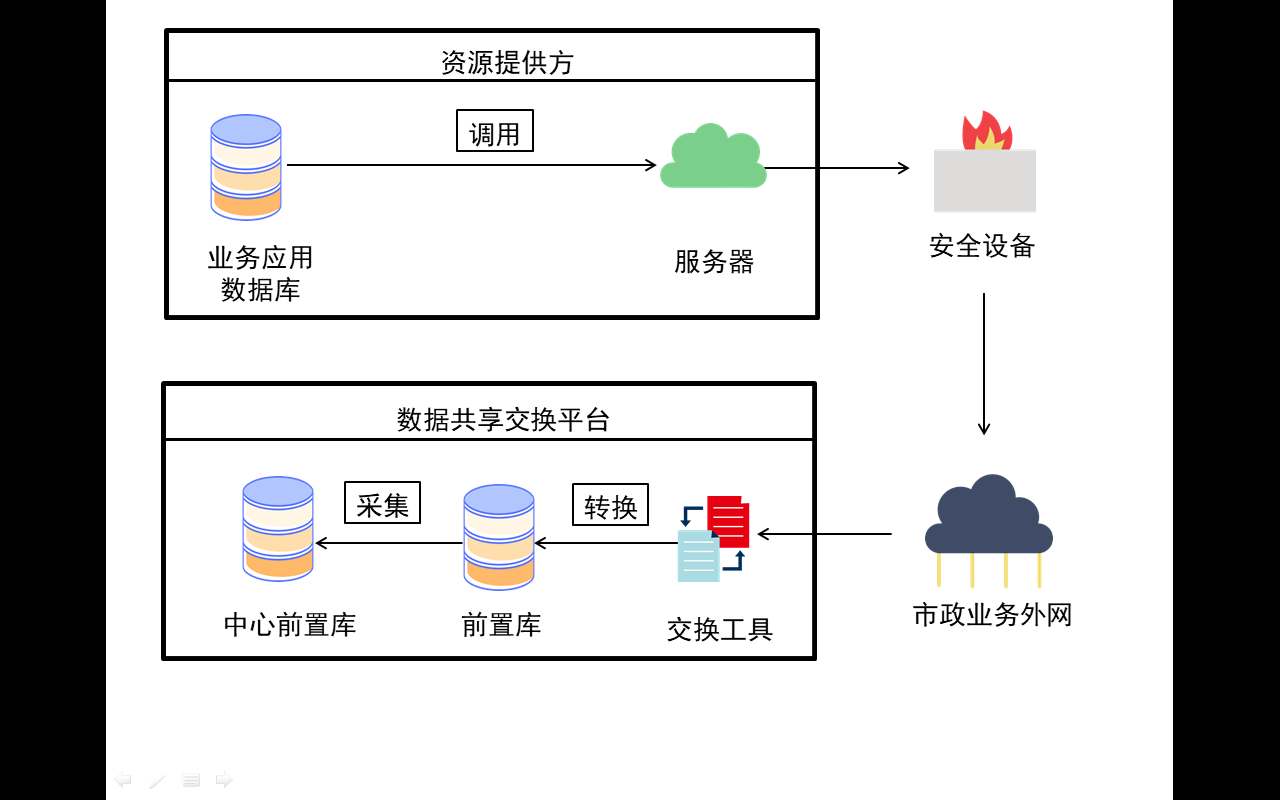 资源提供方
调用
业务应用
数据库
服务器
安全设备
数据共享交换平台
采集
转换
中心前置库
前置库
交换工具
市政业务外网